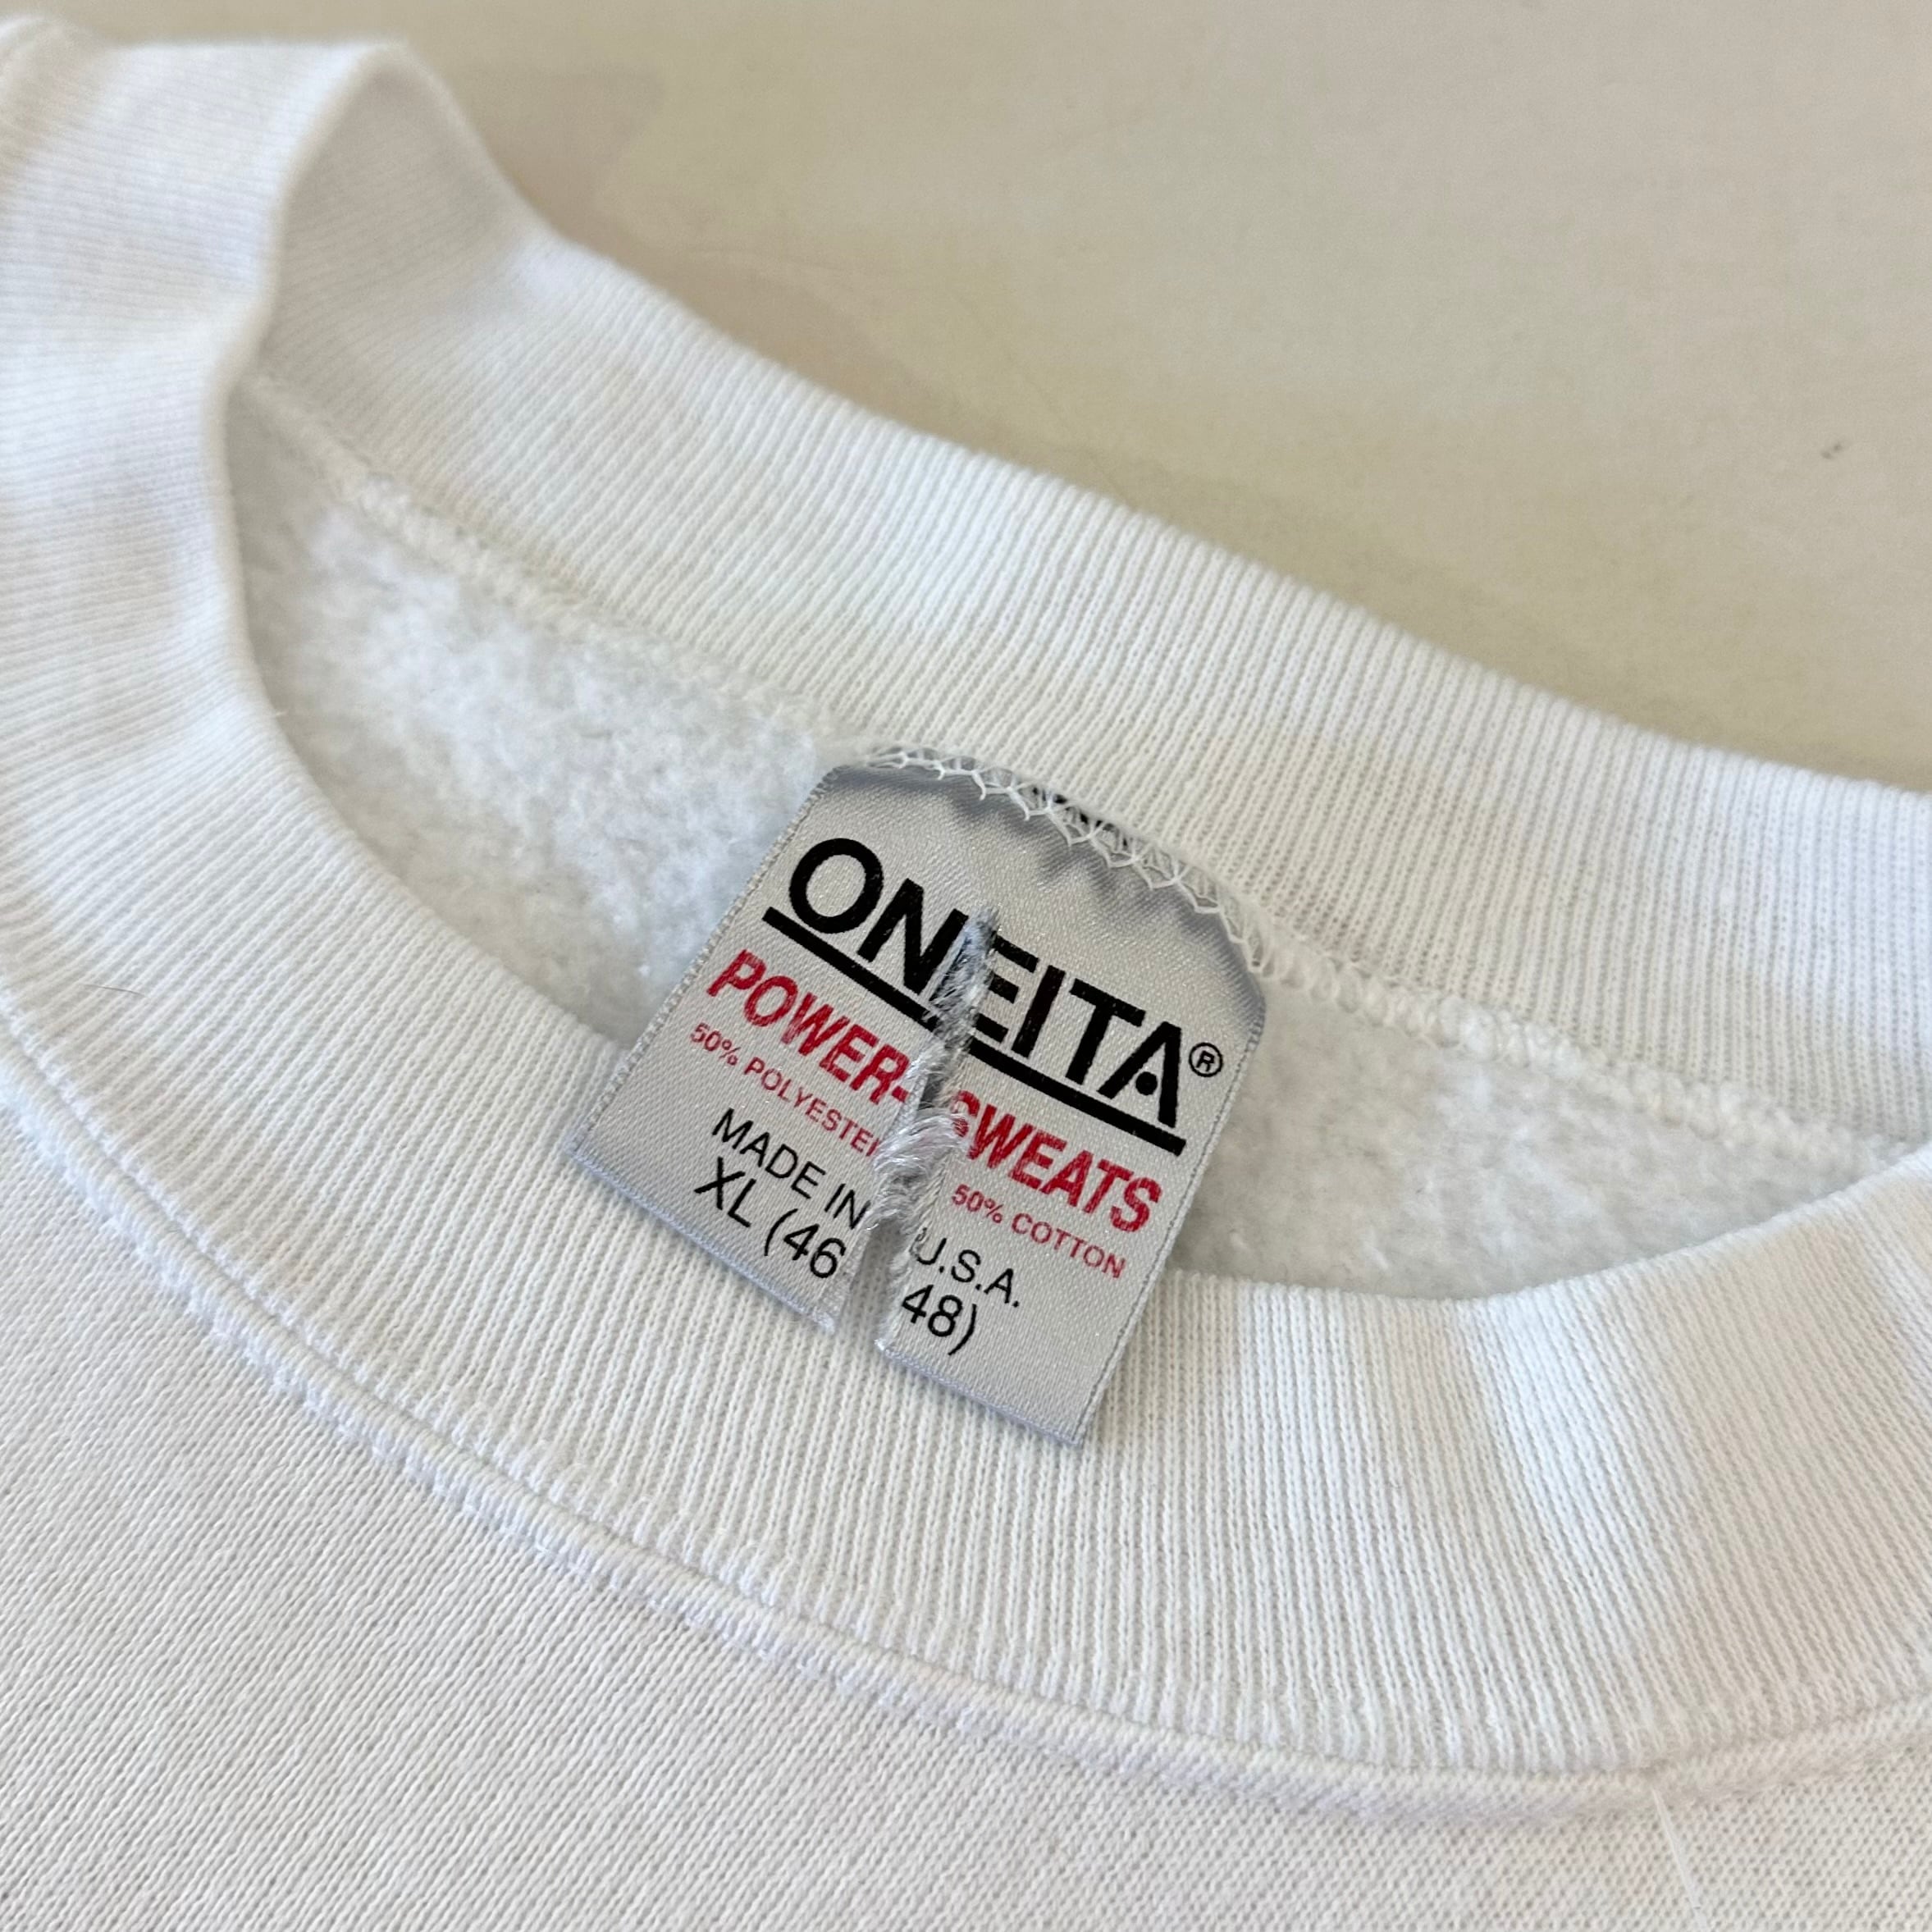 ONEITA®
POWER-SWEATS
50% POLYESTER 50% COTTON
MADE IN U.S.A.
XL (46 48)